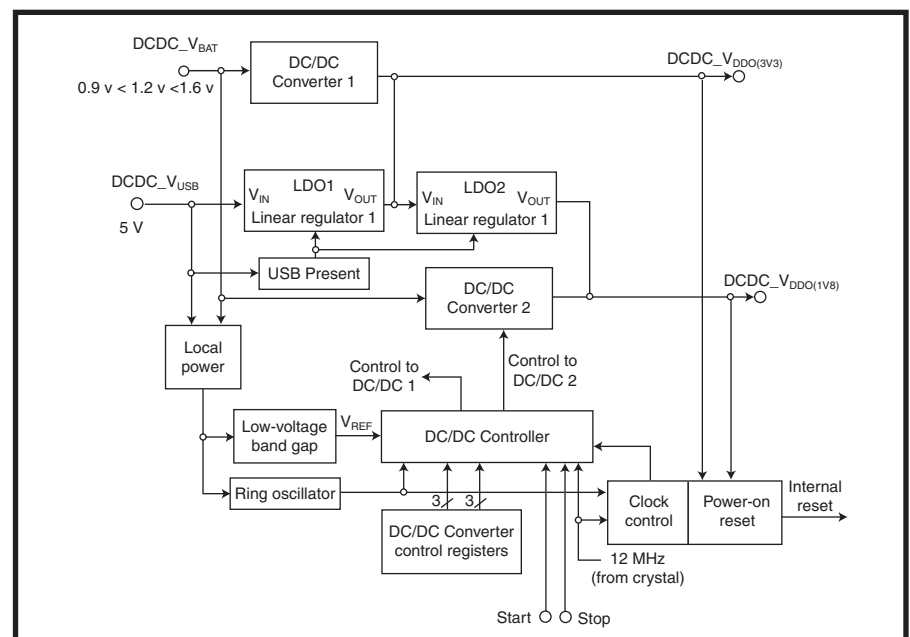 DCDC_VBAT
0.9 v < 1.2 v <1.6 v
DC/DC
Converter 1
DCDC_VDDO(3V3)
DCDC_VUSB
5 V
LDO1
VIN
VOUT
Linear regulator 1
LDO2
VIN
VOUT
Linear regulator 1
USB Present
DC/DC
Converter 2
DCDC_VDDO(1V8)
Local
power
Control to
DC/DC 1
Control to
DC/DC 2
Low-voltage
band gap
VREF
DC/DC Controller
Ring oscillator
3
3
DC/DC Converter
control registers
Clock
control
Power-on
reset
Internal
reset
12 MHz
(from crystal)
Start
Stop